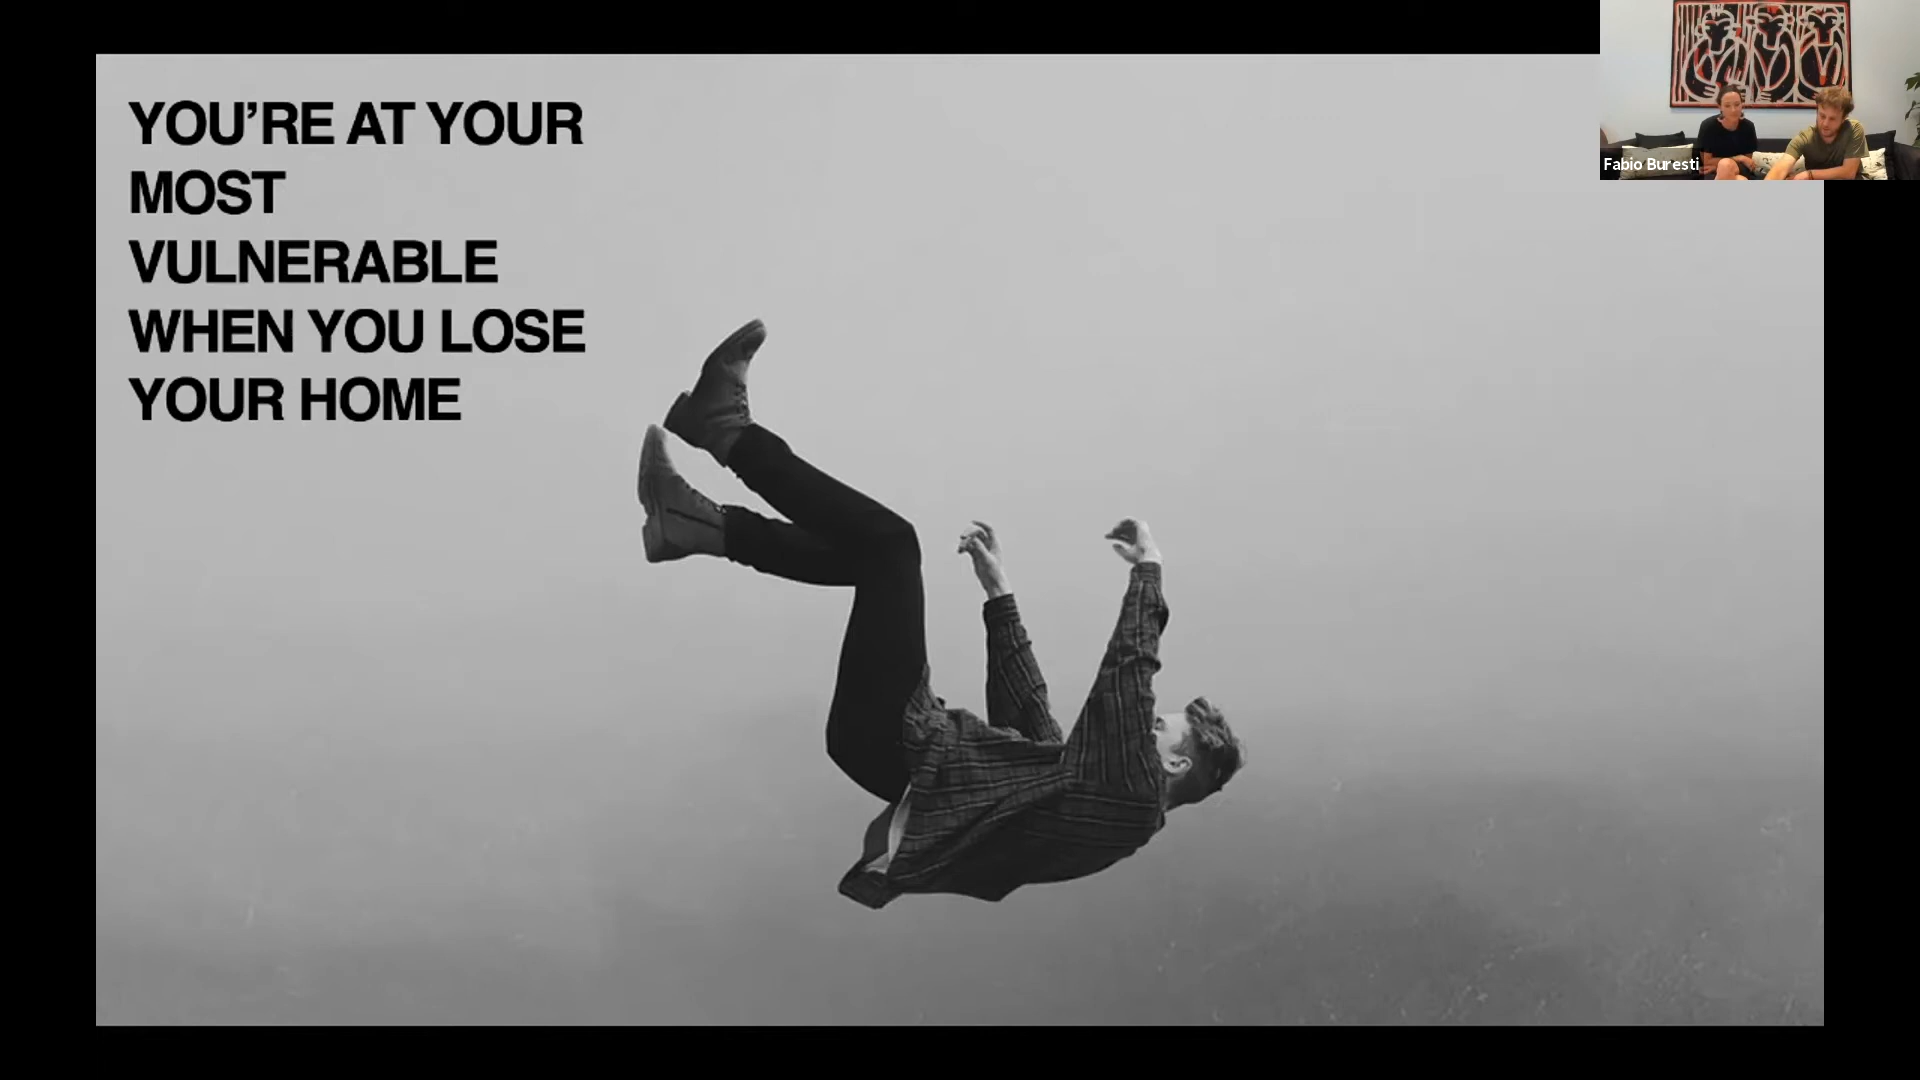 YOU’RE AT YOUR
MOST
VULNERABLE
WHEN YOU LOSE
YOUR HOME
Fabio Buresti